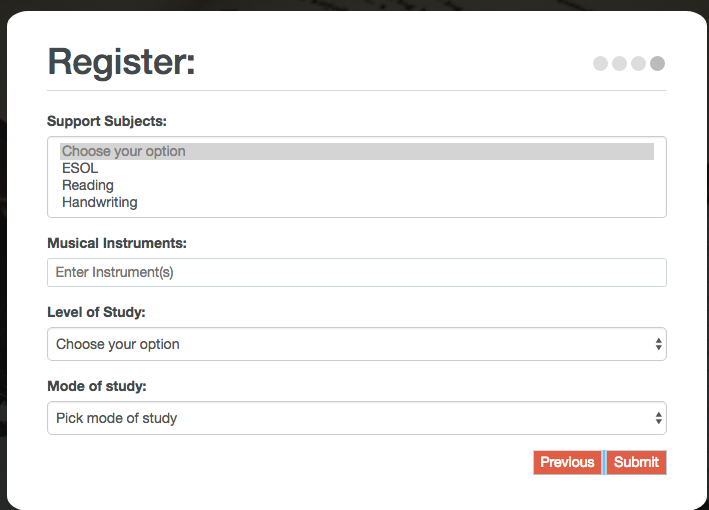 Register:
Support Subjects:
Choose your option
ESOL
Reading
Handwriting
Musical Instruments:
Enter Instrument(s)
Level of Study:
Choose your option
Mode of study:
Pick mode of study
Previous Submit